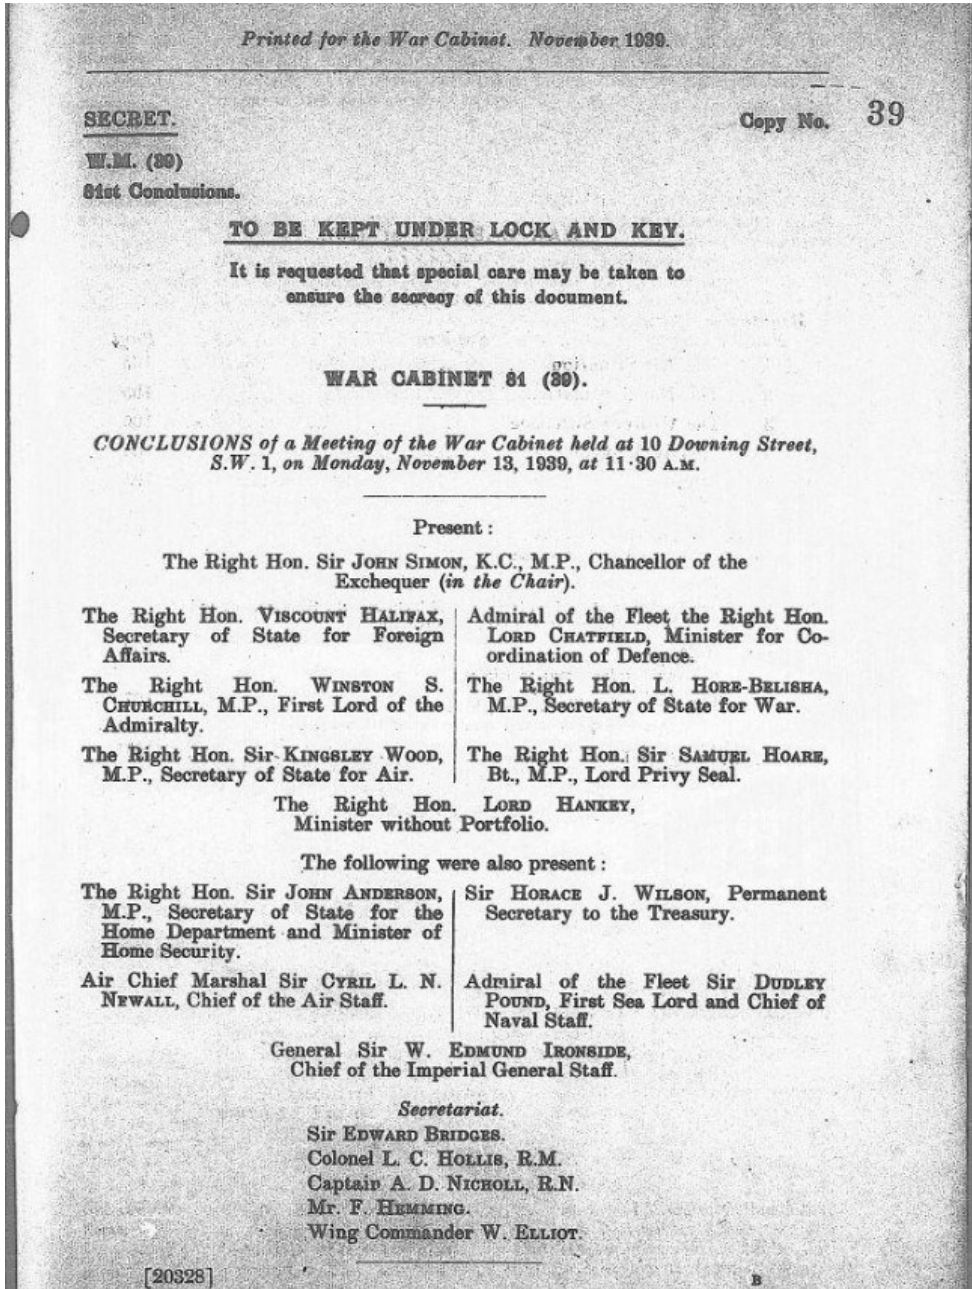 Printed for the War Cabinet. November 1939.
SECRET.
Copy No. 39
W.M. (39)
81st Conclusions.
TO BE KEPT UNDER LOCK AND KEY.
It is requested that special care may be taken to
ensure the secrecy of this document.
WAR CABINET 81 (39).
CONCLUSIONS of a Meeting of the War Cabinet held at 10 Downing Street,
S.W. 1, on Monday, November 13, 1939, at 11·30 A.M.
Present :
The Right Hon. Sir JOHN SIMON, K.C., M.P., Chancellor of the
Exchequer (in the Chair).
The Right Hon. VISCOUNT HALIFAX,
Secretary of State for Foreign
Affairs.
Admiral of the Fleet the Right Hon.
LORD CHATFIELD, Minister for Co-
ordination of Defence.
The Right Hon. WINSTON S.
CHURCHILL, M.P., First Lord of the
Admiralty.
The Right Hon. L. HORE-BELISHA,
M.P., Secretary of State for War.
The Right Hon. Sir KINGSLEY WOOD,
M.P., Secretary of State for Air.
The Right Hon. Sir SAMUEL HOARE,
Bt., M.P., Lord Privy Seal.
The Right Hon. LORD HANKEY,
Minister without Portfolio.
The following were also present :
The Right Hon. Sir JOHN ANDERSON,
M.P., Secretary of State for the
Home Department and Minister of
Home Security.
Sir HORACE J. WILSON, Permanent
Secretary to the Treasury.
Air Chief Marshal Sir CYRIL L. N.
NEWALL, Chief of the Air Staff.
Admiral of the Fleet Sir DUDLEY
POUND, First Sea Lord and Chief of
Naval Staff.
General Sir W. EDMUND IRONSIDE,
Chief of the Imperial General Staff.
Secretariat.
Sir EDWARD BRIDGES.
Colonel L. C. HOLLIS, R.M.
Captain A. D. NICHOLL, R.N.
Mr. F. HEMMING.
Wing Commander W. ELLIOT.
[20328]
B